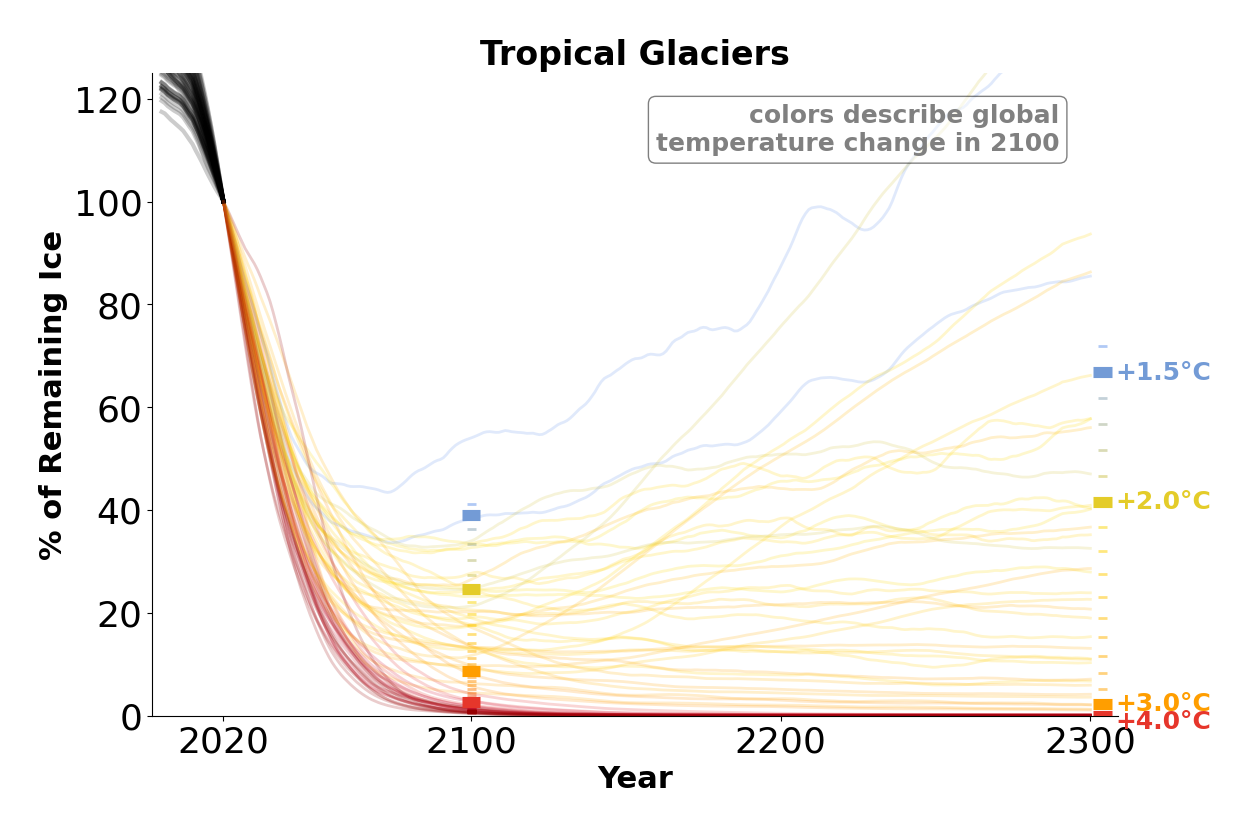 Tropical Glaciers
colors describe global
temperature change in 2100
% of Remaining Ice
120
100
80
60
40
20
0
+1.5°C
+2.0°C
+3.0°C
+4.0°C
2020
2100
2200
2300
Year